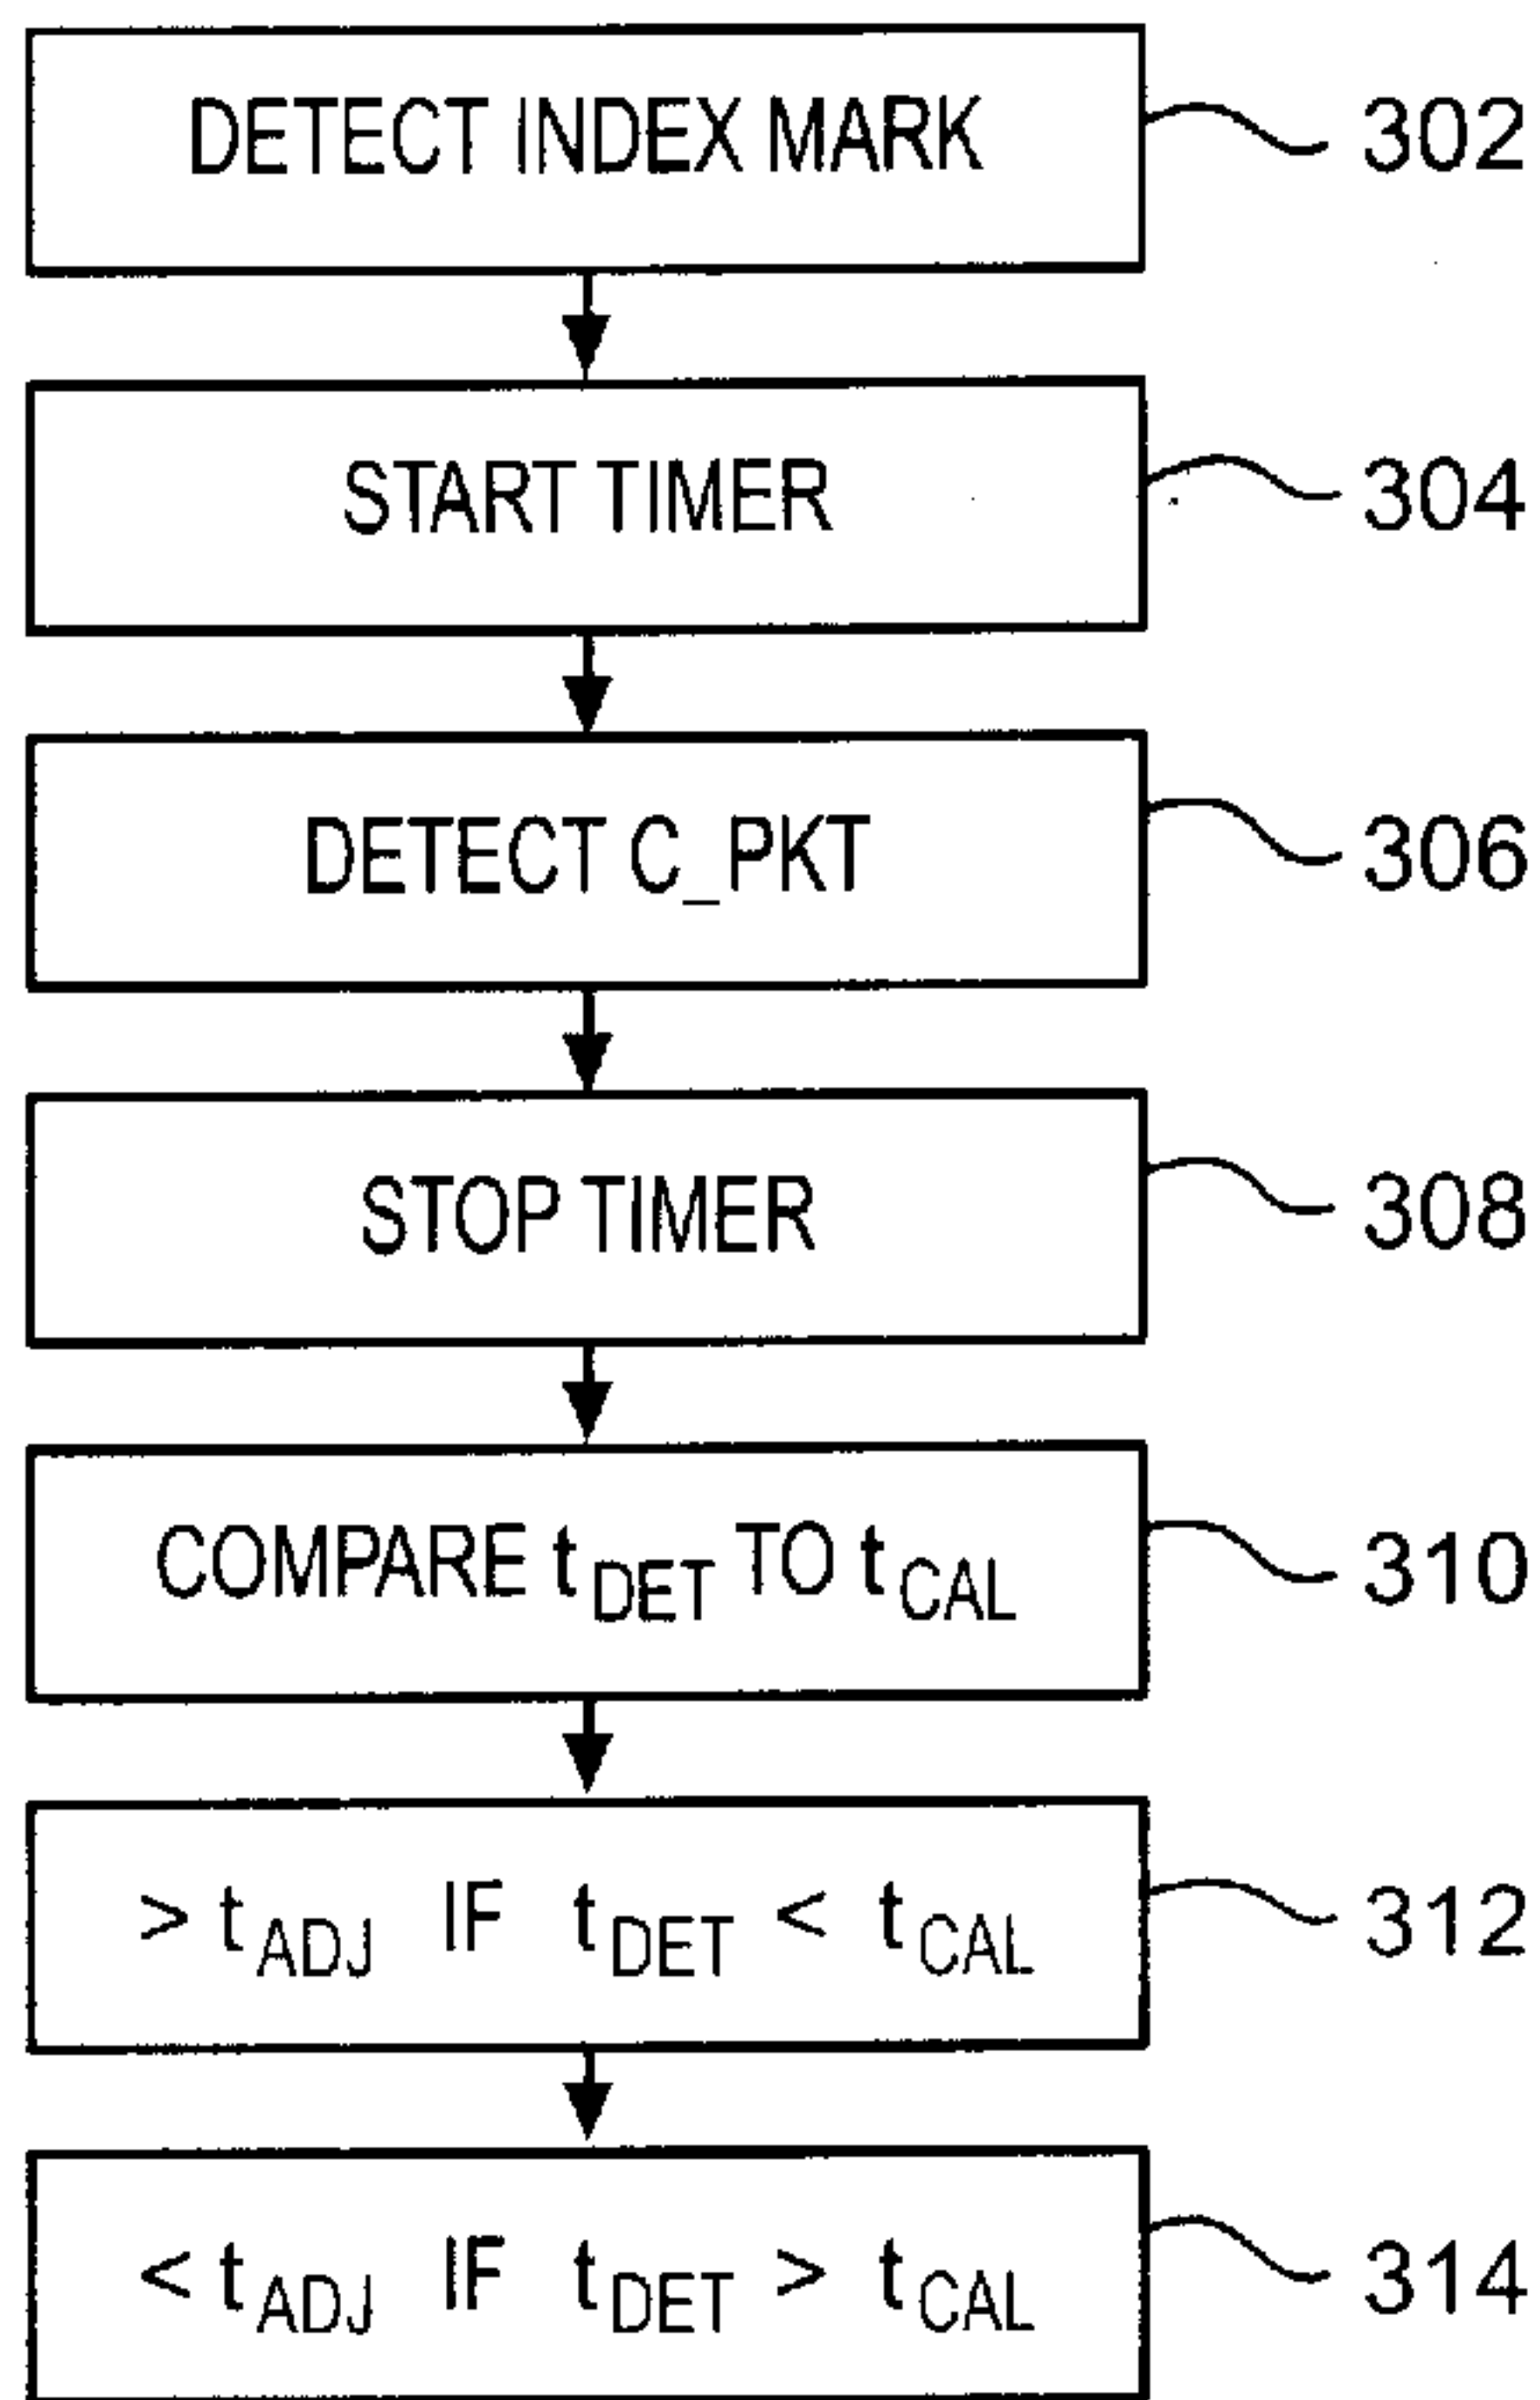 DETECT INDEX MARK 302
START TIMER 304
DETECT C_PKT 306
STOP TIMER 308
COMPARE tDET TO tCAL 310
> tADJ IF tDET < tCAL 312
< tADJ IF tDET > tCAL 314